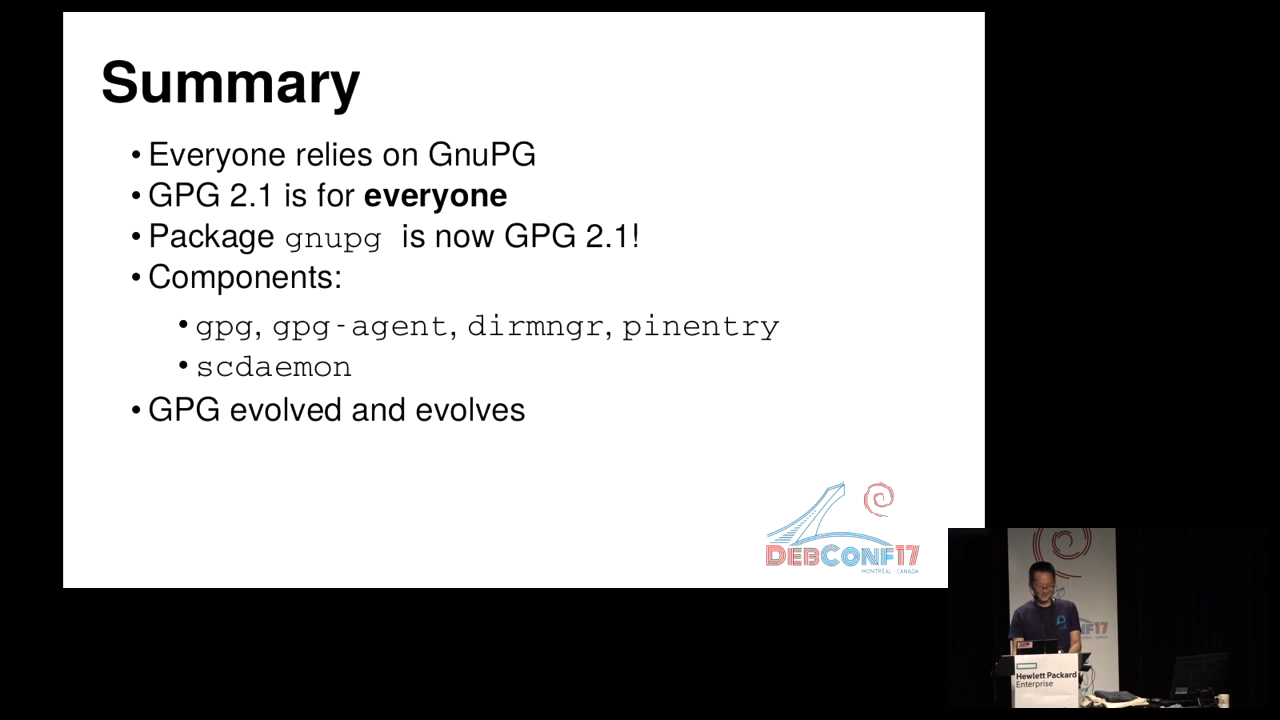 Summary
• Everyone relies on GnuPG
• GPG 2.1 is for everyone
• Package gnupg is now GPG 2.1!
• Components:
• gpg, gpg-agent, dirmngr, pinentry
• scdaemon
• GPG evolved and evolves
DEBCONF17
MONTRÉAL CANADA
NF17
Hewlett Packard
Enterprise